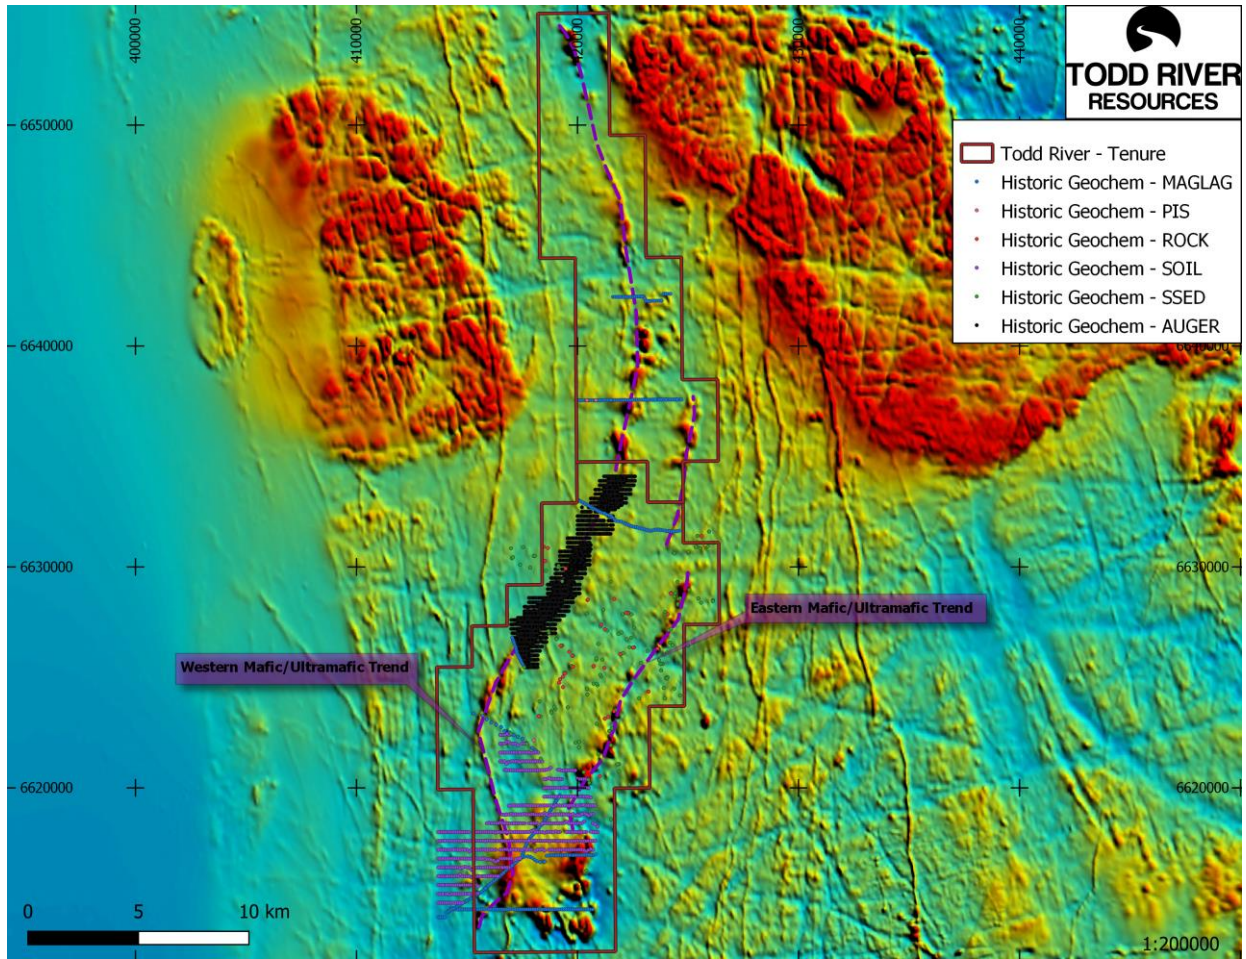 400000
410000
420000
430000
440000
TODD RIVER
RESOURCES
6650000
Todd River - Tenure
Historic Geochem - MAGLAG
Historic Geochem - PIS
Historic Geochem - ROCK
Historic Geochem - SOIL
Historic Geochem - SSED
Historic Geochem - AUGER
6640000
6640000
6630000
6630000
Eastern Mafic/Ultramafic Trend
Western Mafic/Ultramafic Trend
6620000
6620000
0 5 10 km
1:200000